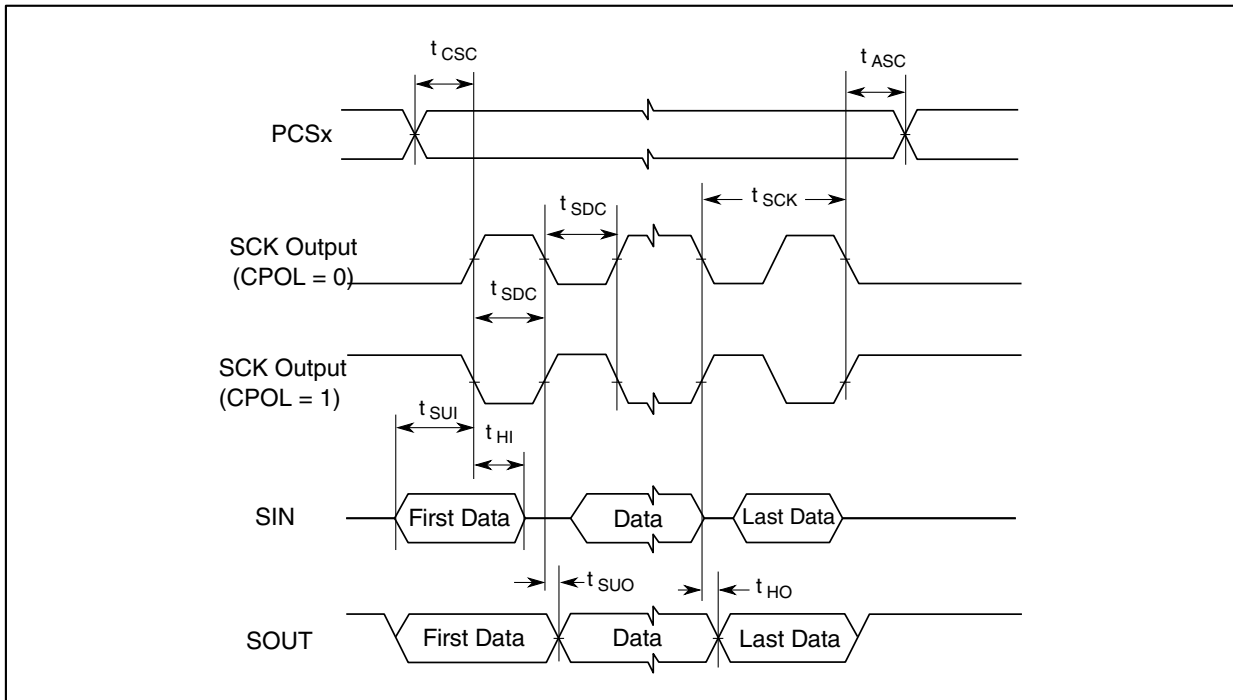 t CSC
t ASC
PCSx
t SCK
t SDC
SCK Output
(CPOL = 0)
t SDC
SCK Output
(CPOL = 1)
t SUI
t HI
SIN
First Data
Data
Last Data
t SUO
t HO
SOUT
First Data
Data
Last Data